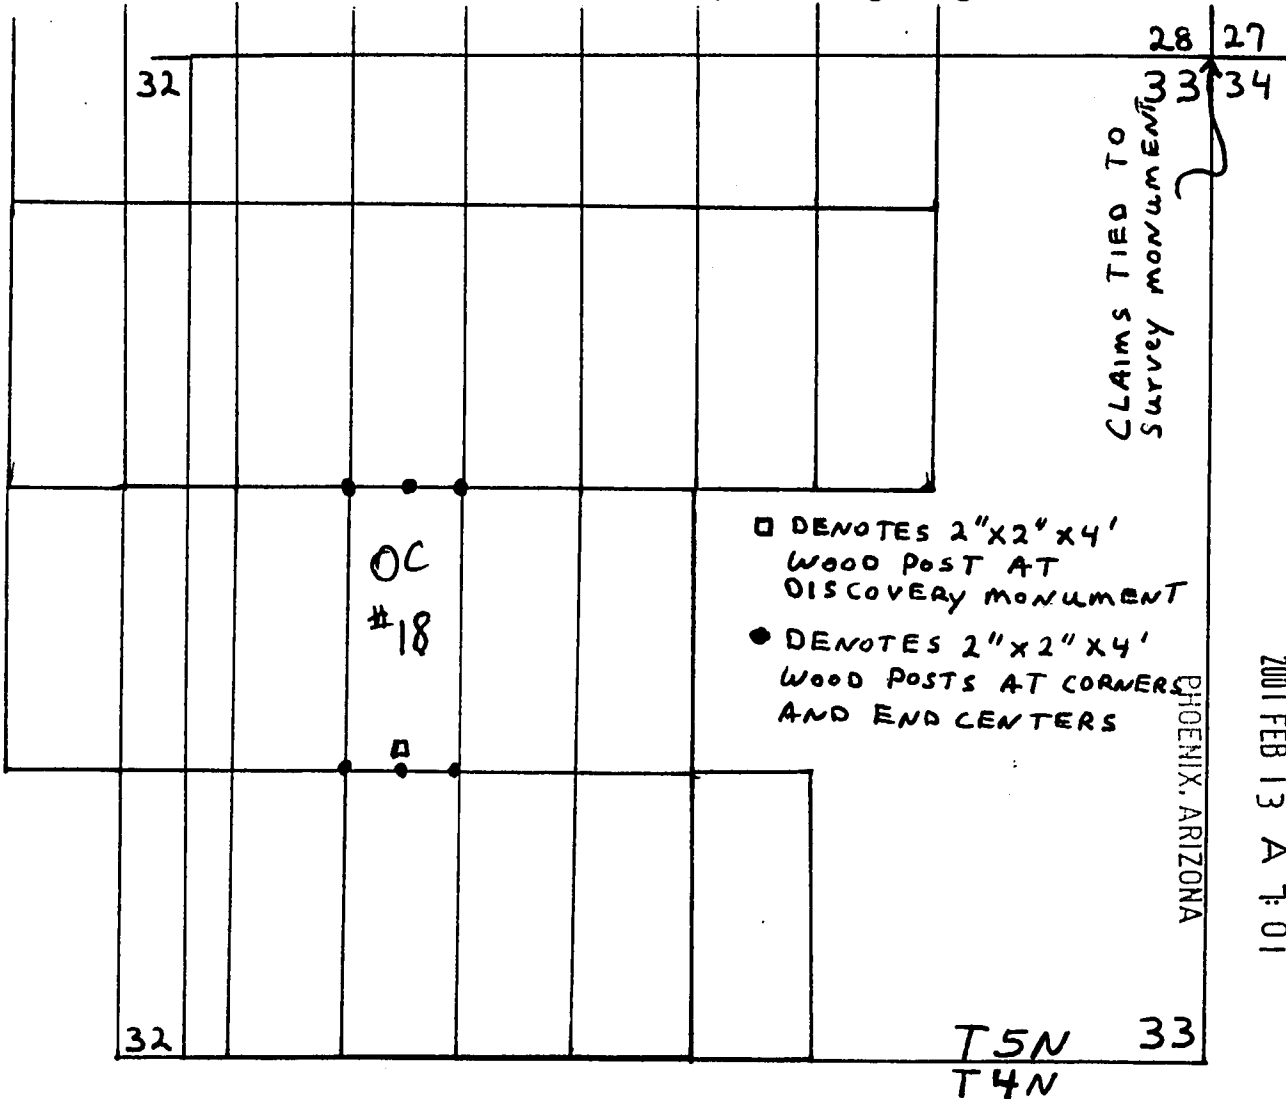 28 27
32
33 34
CLAIMS TIED TO
SURVEY MONUMENT
OC
#18
DENOTES 2"x2"x4'
WOOD POST AT
DISCOVERY MONUMENT
DENOTES 2"x2"x4'
WOOD POSTS AT CORNERS
AND END CENTERS
PHOENIX, ARIZONA
2001 FEB 13 A 7:01
32
T5N 33
T4N